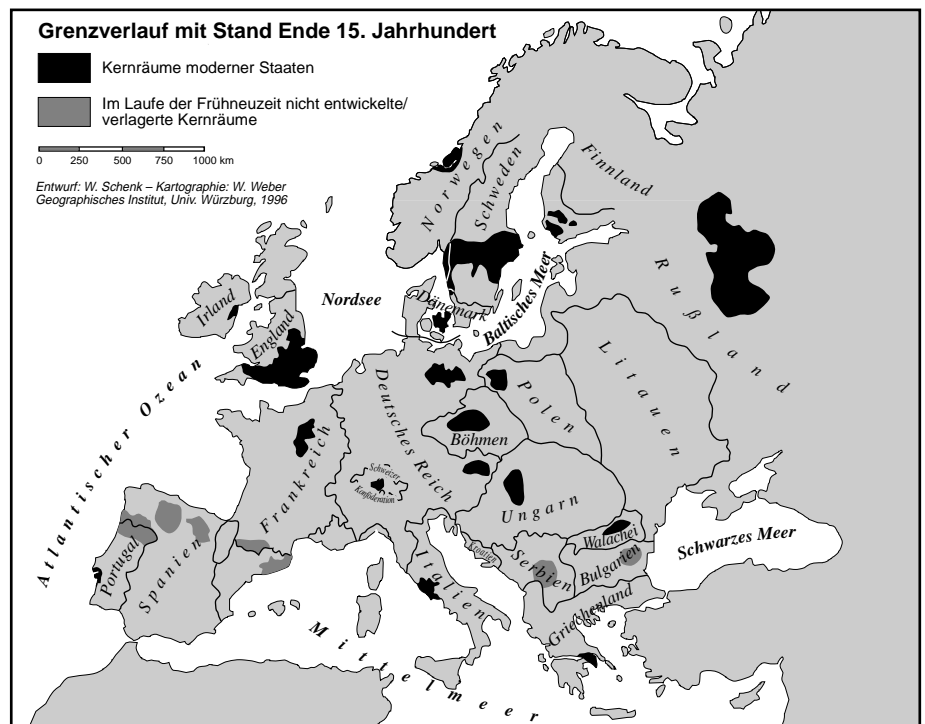 Grenzverlauf mit Stand Ende 15. Jahrhundert
Kernräume moderner Staaten
Im Laufe der Frühneuzeit nicht entwickelte/
verlagerte Kernräume
0 250 500 750 1000 km
Entwurf: W. Schenk – Kartographie: W. Weber
Geographisches Institut, Univ. Würzburg, 1996
Norwegen
Schweden
Finnland
Rußland
Irland
England
Nordsee
Dänemark
Baltisches Meer
Atlantischer Ozean
Deutsches Reich
Polen
Litauen
Böhmen
Frankreich
Schweizer
Konföderation
Ungarn
Portugal
Spanien
Italien
Croatien
Serbien
Walachei
Bulgarien
Schwarzes Meer
Griechenland
Mittelmeer